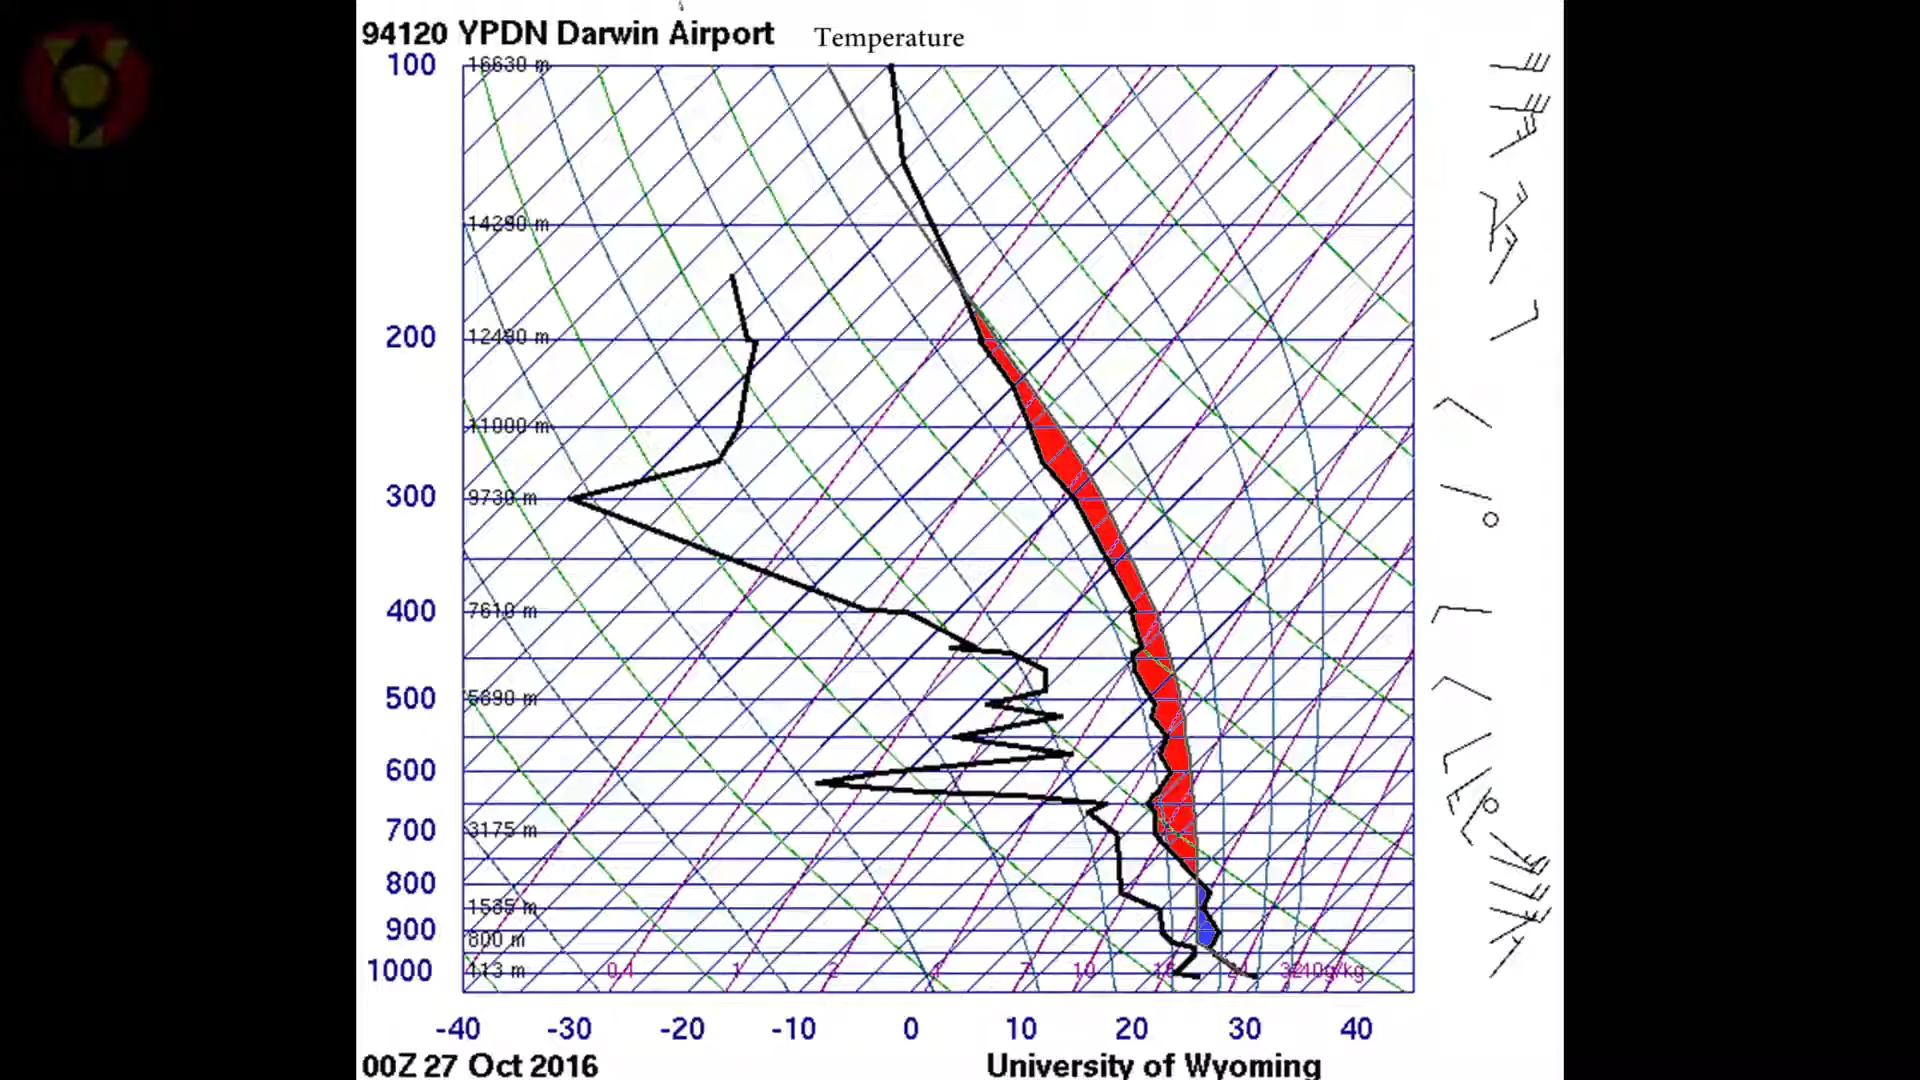 94120 YPDN Darwin Airport Temperature
100 16630 m
14290 m
200 12490 m
11000 m
300 9730 m
400 7610 m
500 5890 m
600
700 3175 m
800
1535 m
900
800 m
1000 113 m 0.4 1 2 4 7 10 16 24 32 40g/kg
-40 -30 -20 -10 0 10 20 30 40
00Z 27 Oct 2016 University of Wyoming